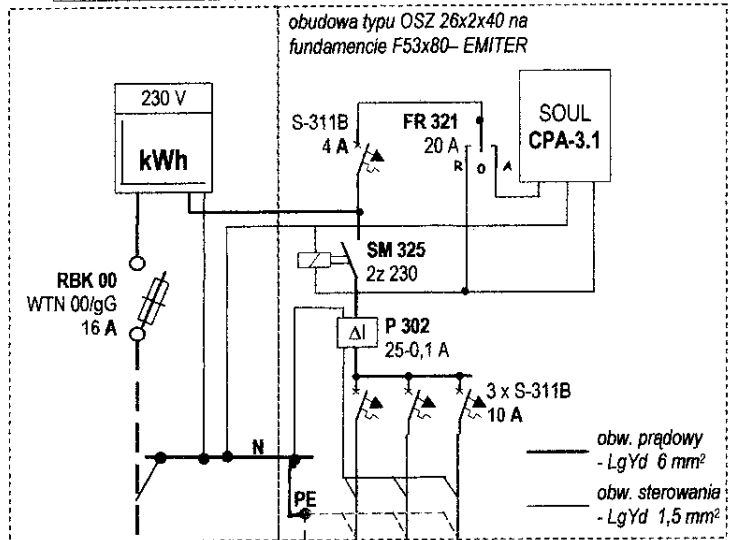 obudowa typu OSZ 26x2x40 na
fundamencie F53x80– EMITER
230 V
kWh
S-311B
4 A
FR 321
20 A
R O A
SOUL
CPA-3.1
RBK 00
WTN 00/gG
16 A
SM 325
2z 230
ΔI
P 302
25-0,1 A
3 x S-311B
10 A
N
PE
obw. prądowy
- LgYd 6 mm²
obw. sterowania
- LgYd 1,5 mm²